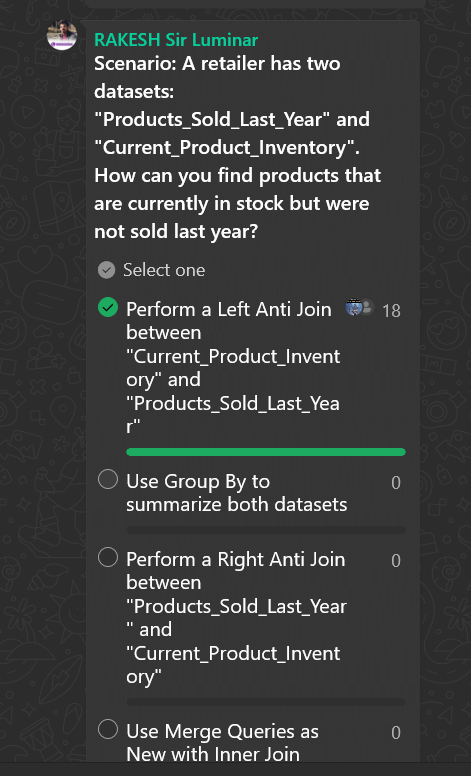 RAKESH Sir Luminar
Scenario: A retailer has two
datasets:
"Products_Sold_Last_Year" and
"Current_Product_Inventory".
How can you find products that
are currently in stock but were
not sold last year?
Select one
Perform a Left Anti Join
18
between
"Current_Product_Invent
ory" and
"Products_Sold_Last_Yea
r"
Use Group By to
0
summarize both datasets
Perform a Right Anti Join
0
between
"Products_Sold_Last_Year
" and
"Current_Product_Invent
ory"
Use Merge Queries as
0
New with Inner Join